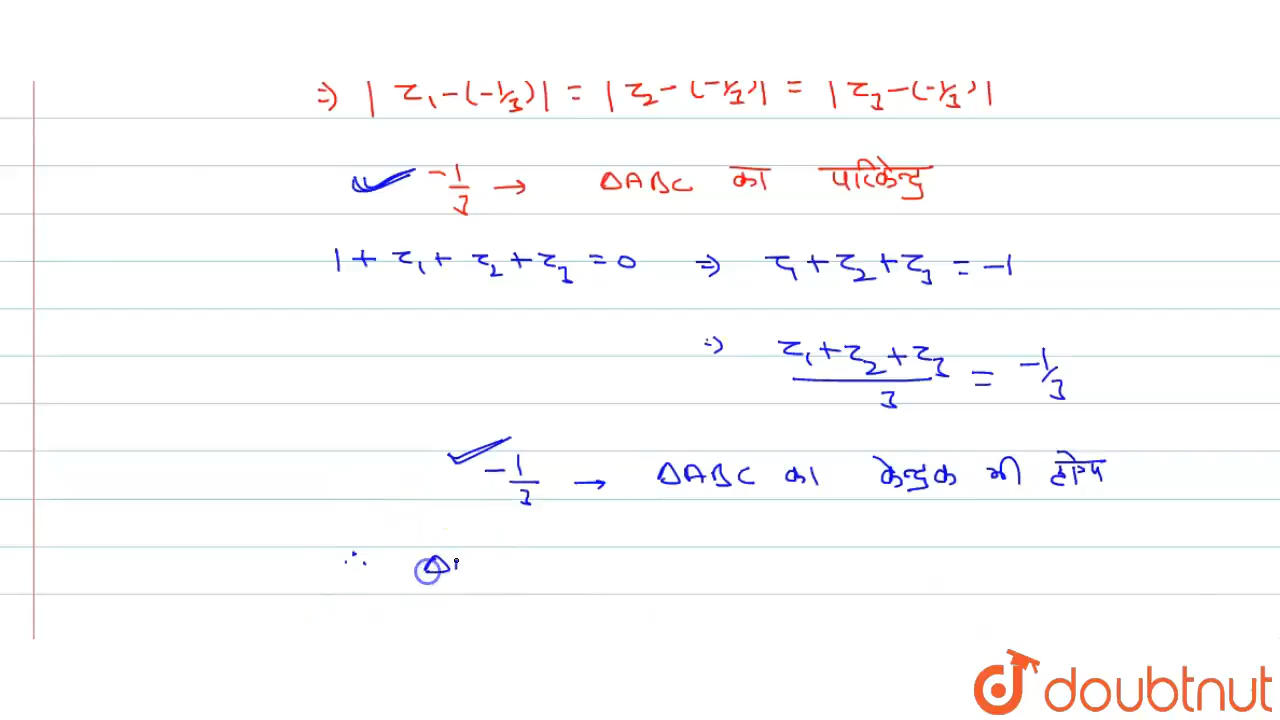 ⇒ | z₁ - (-1/3) | = | z₂ - (-1/3) | = | z₃ - (-1/3) |
-1/3 → ΔABC का परिकेन्द्र
1 + z₁ + z₂ + z₃ = 0 ⇒ z₁ + z₂ + z₃ = -1
⇒ (z₁ + z₂ + z₃)/3 = -1/3
-1/3 → ΔABC का केन्द्रक भी होगा
∴ Δ
doubtnut